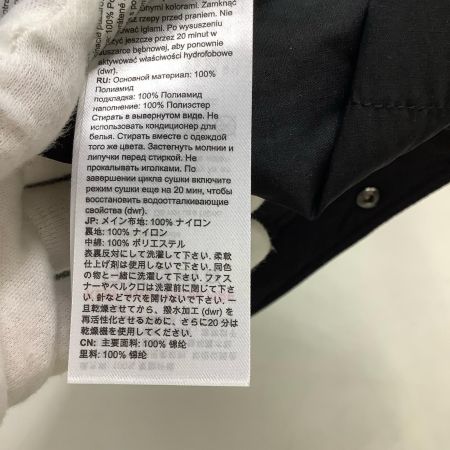 100% Po
nnymi kolorami. Zamknąć
rzepy przed praniem. Nie
wać igłami. Po wysuszeniu
yć jeszcze przez 20 minut w
uszarce bębnowej, aby ponownie
aktywować właściwości hydrofobowe
(dwr).
RU: Основной материал: 100%
Полиамид
подкладка: 100% Полиамид
наполнение: 100% Полиэстер
Стирать в вывернутом виде. Не
использовать кондиционер для
белья. Стирать вместе с одеждой
того же цвета. Застегнуть молнии и
липучки перед стиркой. Не
прокалывать иголками. По
завершении цикла сушки включите
режим сушки еще на 20 мин, чтобы
восстановить водоотталкивающие
свойства (dwr).
JP: メイン布地: 100% ナイロン
裏地: 100% ナイロン
中綿: 100% ポリエステル
表裏反対にして洗濯して下さい. 柔軟
仕上げ剤は使用しないで下さい. 同色
の物と一緒に洗濯して下さい. ファス
ナーやベルクロは洗濯前に閉じて下さ
い. 針などで穴を開けないで下さい. 一
旦乾燥させてから、撥水加工 (dwr) を
再活性化させるために、さらに20分は
乾燥機を使用してください.
CN: 主要面料: 100% 锦纶
里料: 100% 锦纶